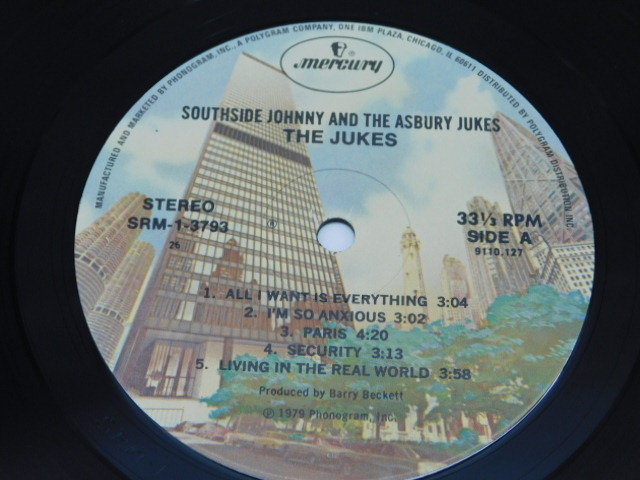 MANUFACTURED AND MARKETED BY PHONOGRAM, INC., A POLYGRAM COMPANY, ONE IBM PLAZA, CHICAGO, IL 60611 DISTRIBUTED BY POLYGRAM DISTRIBUTION, INC.
mercury
SOUTHSIDE JOHNNY AND THE ASBURY JUKES
THE JUKES
STEREO
SRM-1-3793
26
33⅓ RPM
SIDE A
9110.127
1. ALL I WANT IS EVERYTHING 3:04
2. I'M SO ANXIOUS 3:02
3. PARIS 4:20
4. SECURITY 3:13
5. LIVING IN THE REAL WORLD 3:58
Produced by Barry Beckett
Ⓟ 1979 Phonogram, Inc.